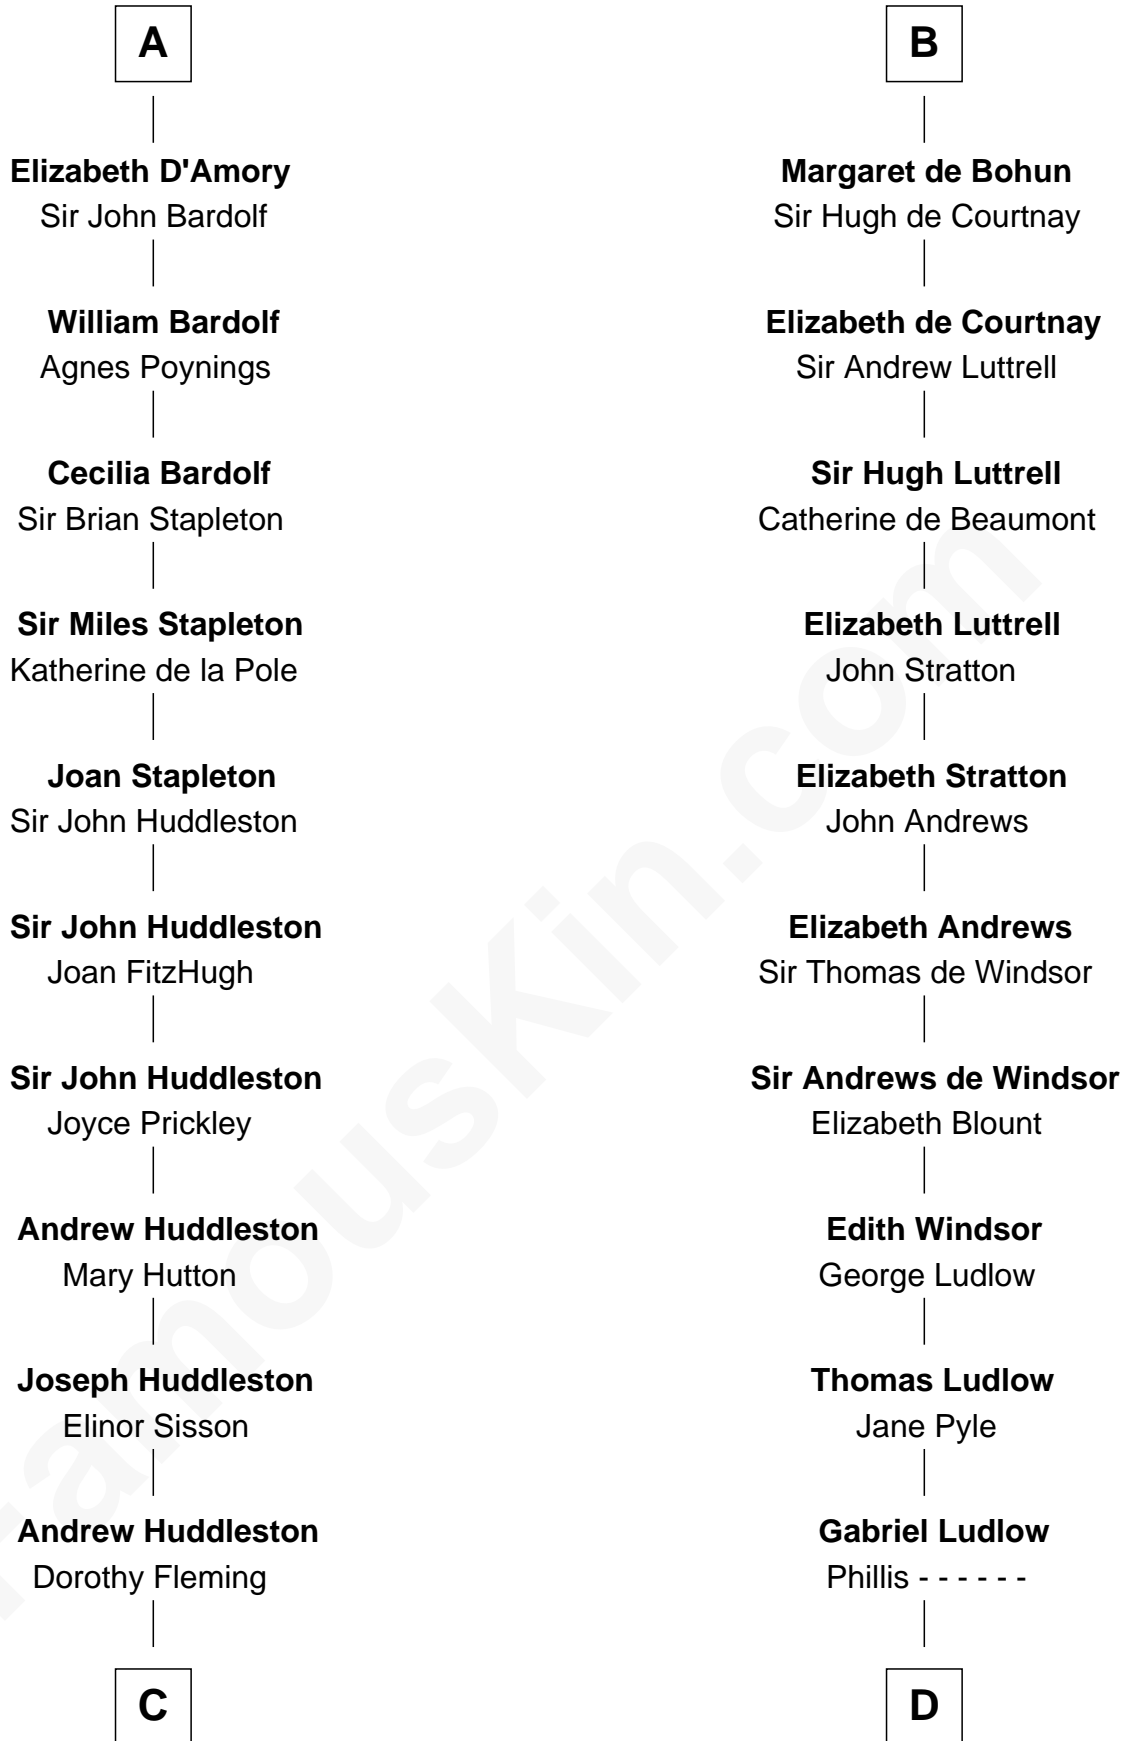 A
Elizabeth D'Amory
Sir John Bardolf
William Bardolf
Agnes Poynings
Cecilia Bardolf
Sir Brian Stapleton
Sir Miles Stapleton
Katherine de la Pole
Joan Stapleton
Sir John Huddleston
Sir John Huddleston
Joan FitzHugh
Sir John Huddleston
Joyce Prickley
Andrew Huddleston
Mary Hutton
Joseph Huddleston
Elinor Sisson
Andrew Huddleston
Dorothy Fleming
C
B
Margaret de Bohun
Sir Hugh de Courtnay
Elizabeth de Courtnay
Sir Andrew Luttrell
Sir Hugh Luttrell
Catherine de Beaumont
Elizabeth Luttrell
John Stratton
Elizabeth Stratton
John Andrews
Elizabeth Andrews
Sir Thomas de Windsor
Sir Andrews de Windsor
Elizabeth Blount
Edith Windsor
George Ludlow
Thomas Ludlow
Jane Pyle
Gabriel Ludlow
Phillis - - - - - -
D
FamousKin.com